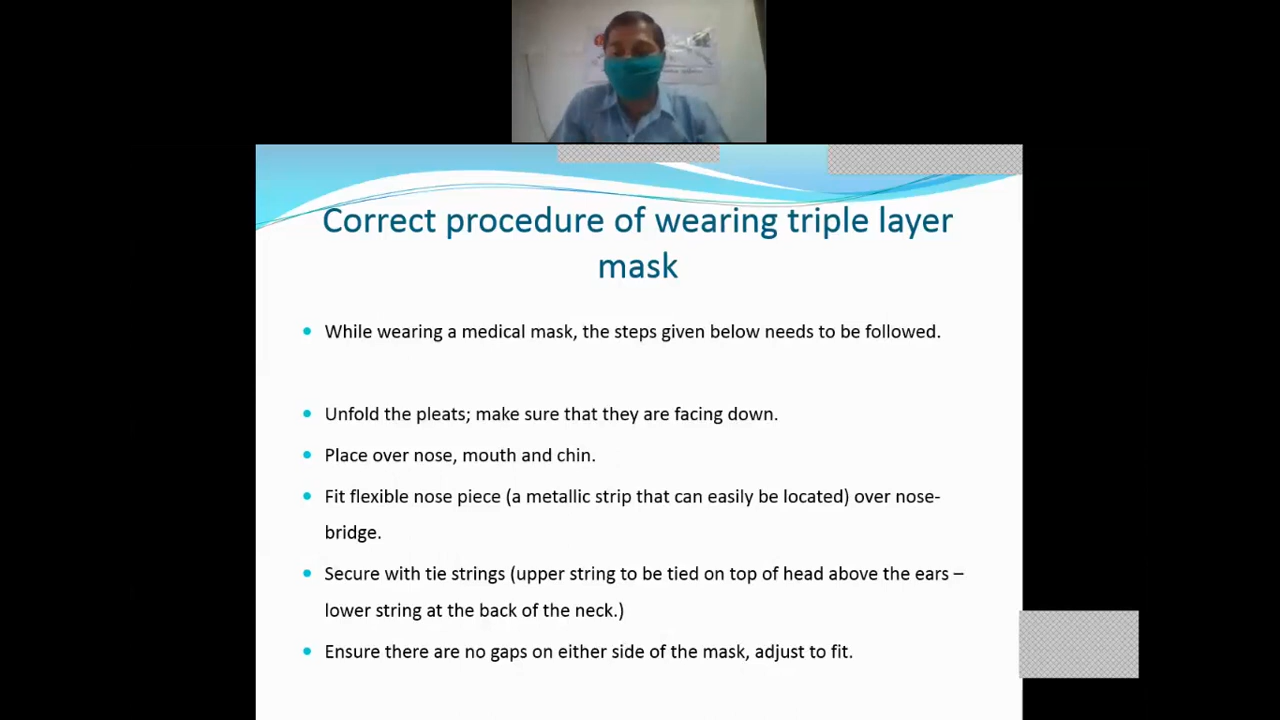 Correct procedure of wearing triple layer
mask
• While wearing a medical mask, the steps given below needs to be followed.
• Unfold the pleats; make sure that they are facing down.
• Place over nose, mouth and chin.
• Fit flexible nose piece (a metallic strip that can easily be located) over nose-
bridge.
• Secure with tie strings (upper string to be tied on top of head above the ears –
lower string at the back of the neck.)
• Ensure there are no gaps on either side of the mask, adjust to fit.